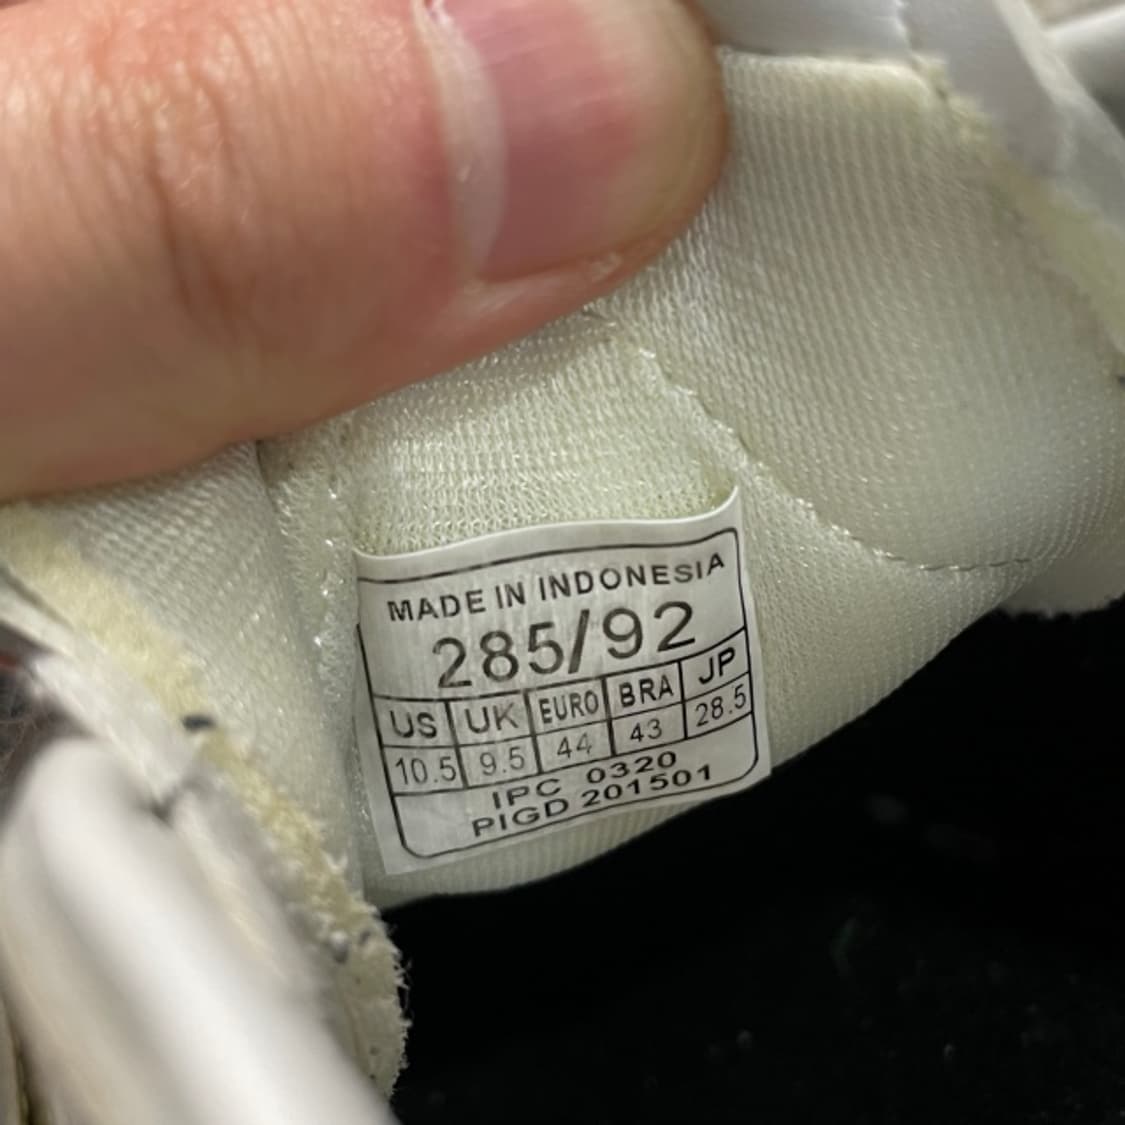 MADE IN INDONESIA
285/92
US UK EURO BRA JP
10.5 9.5 44 43 28.5
IPC 0320
PIGD 201501